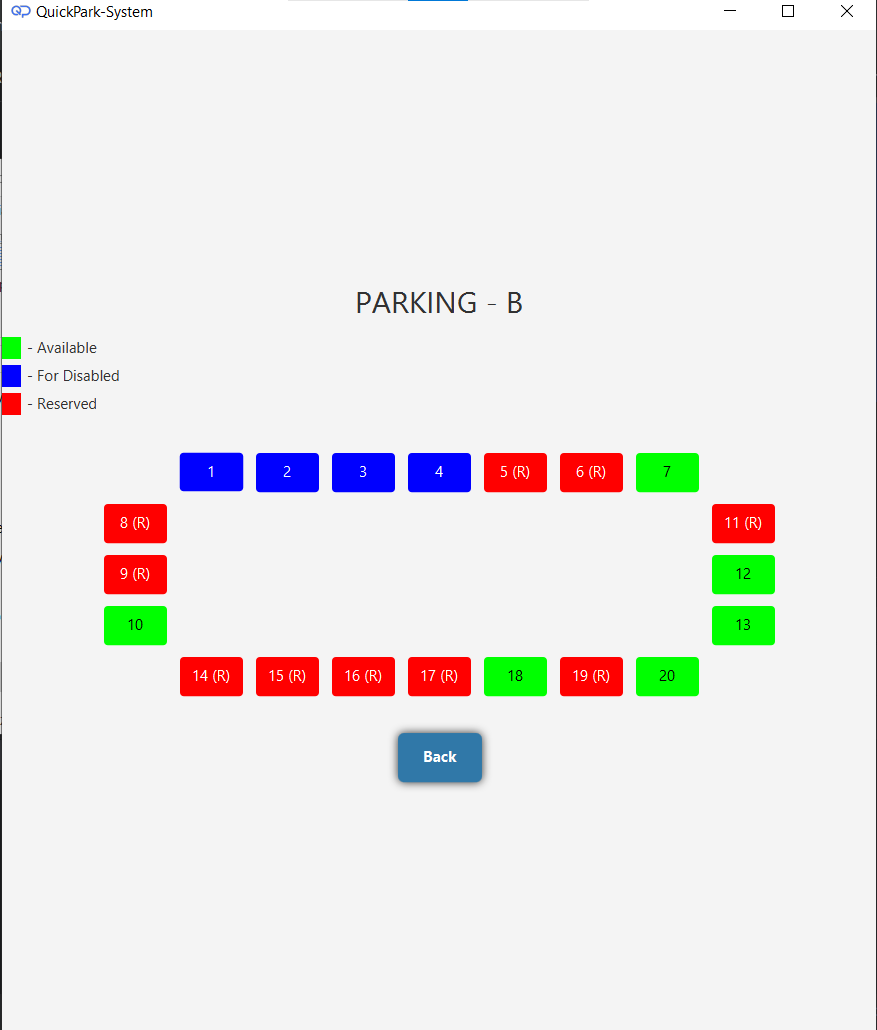 QuickPark-System
PARKING - B
- Available
- For Disabled
- Reserved
1 2 3 4 5 (R) 6 (R) 7
8 (R) 11 (R)
9 (R) 12
10 13
14 (R) 15 (R) 16 (R) 17 (R) 18 19 (R) 20
Back